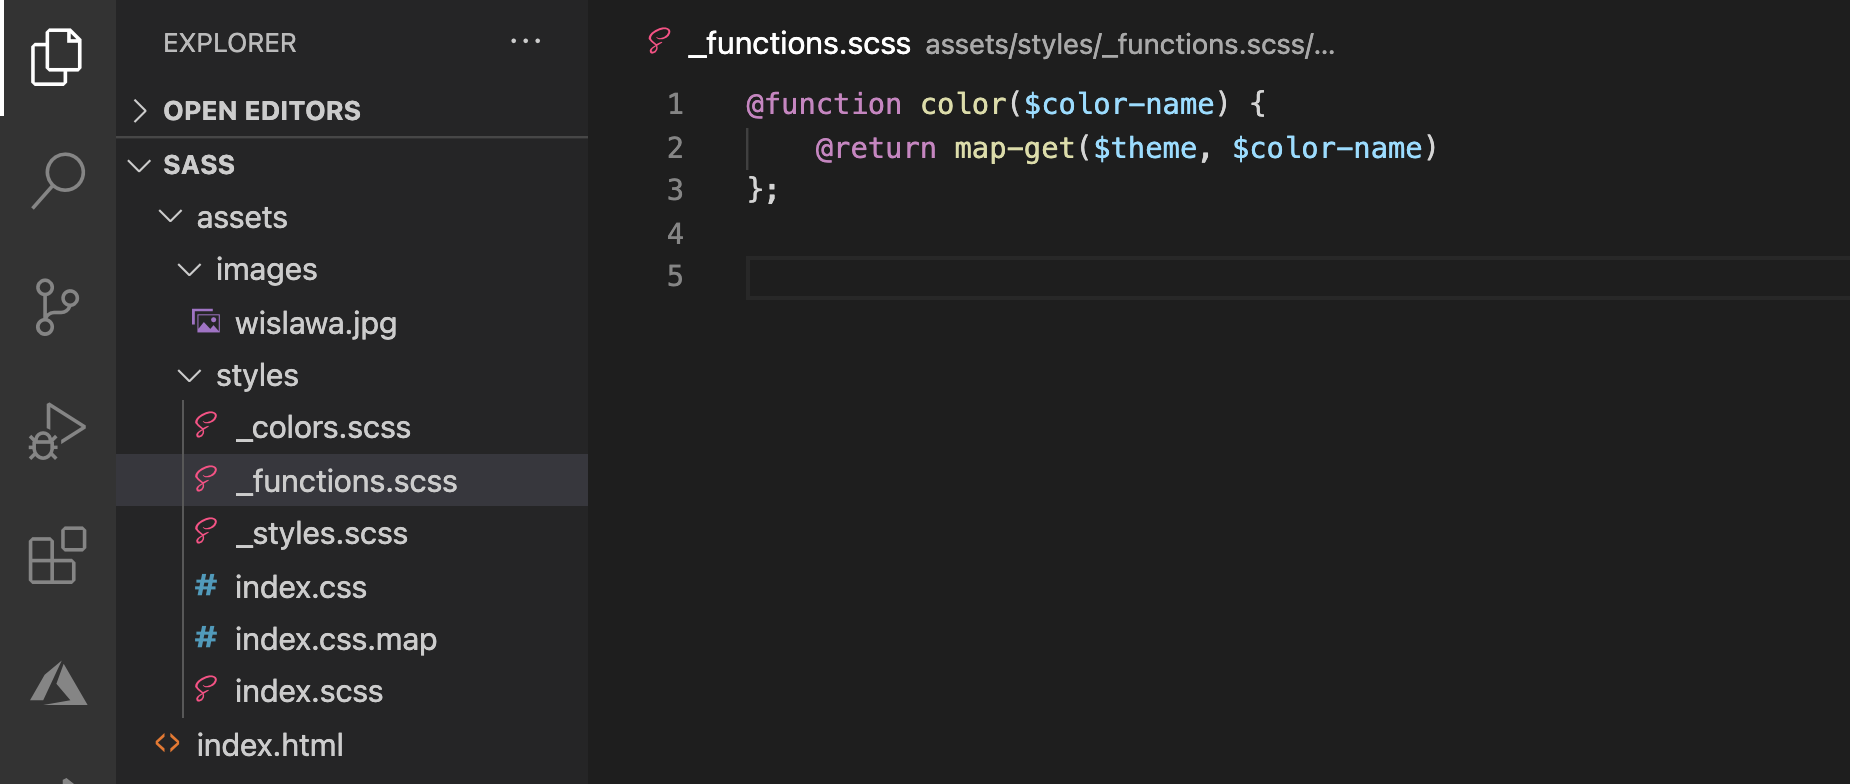 EXPLORER ...
OPEN EDITORS
SASS
assets
images
wislawa.jpg
styles
_colors.scss
_functions.scss
_styles.scss
# index.css
# index.css.map
index.scss
<> index.html
_functions.scss assets/styles/_functions.scss/...
1 @function color($color-name) {
2 @return map-get($theme, $color-name)
3 };
4
5